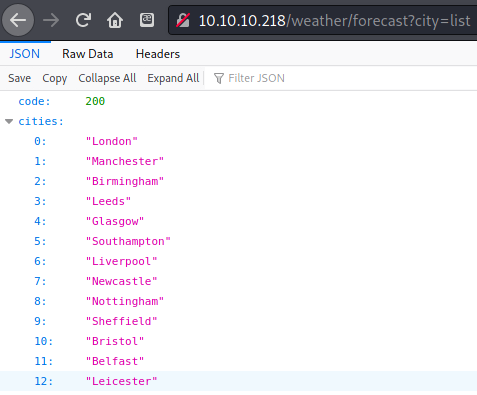 10.10.10.218/weather/forecast?city=list
JSON Raw Data Headers
Save Copy Collapse All Expand All Filter JSON
code: 200
cities:
0: "London"
1: "Manchester"
2: "Birmingham"
3: "Leeds"
4: "Glasgow"
5: "Southampton"
6: "Liverpool"
7: "Newcastle"
8: "Nottingham"
9: "Sheffield"
10: "Bristol"
11: "Belfast"
12: "Leicester"